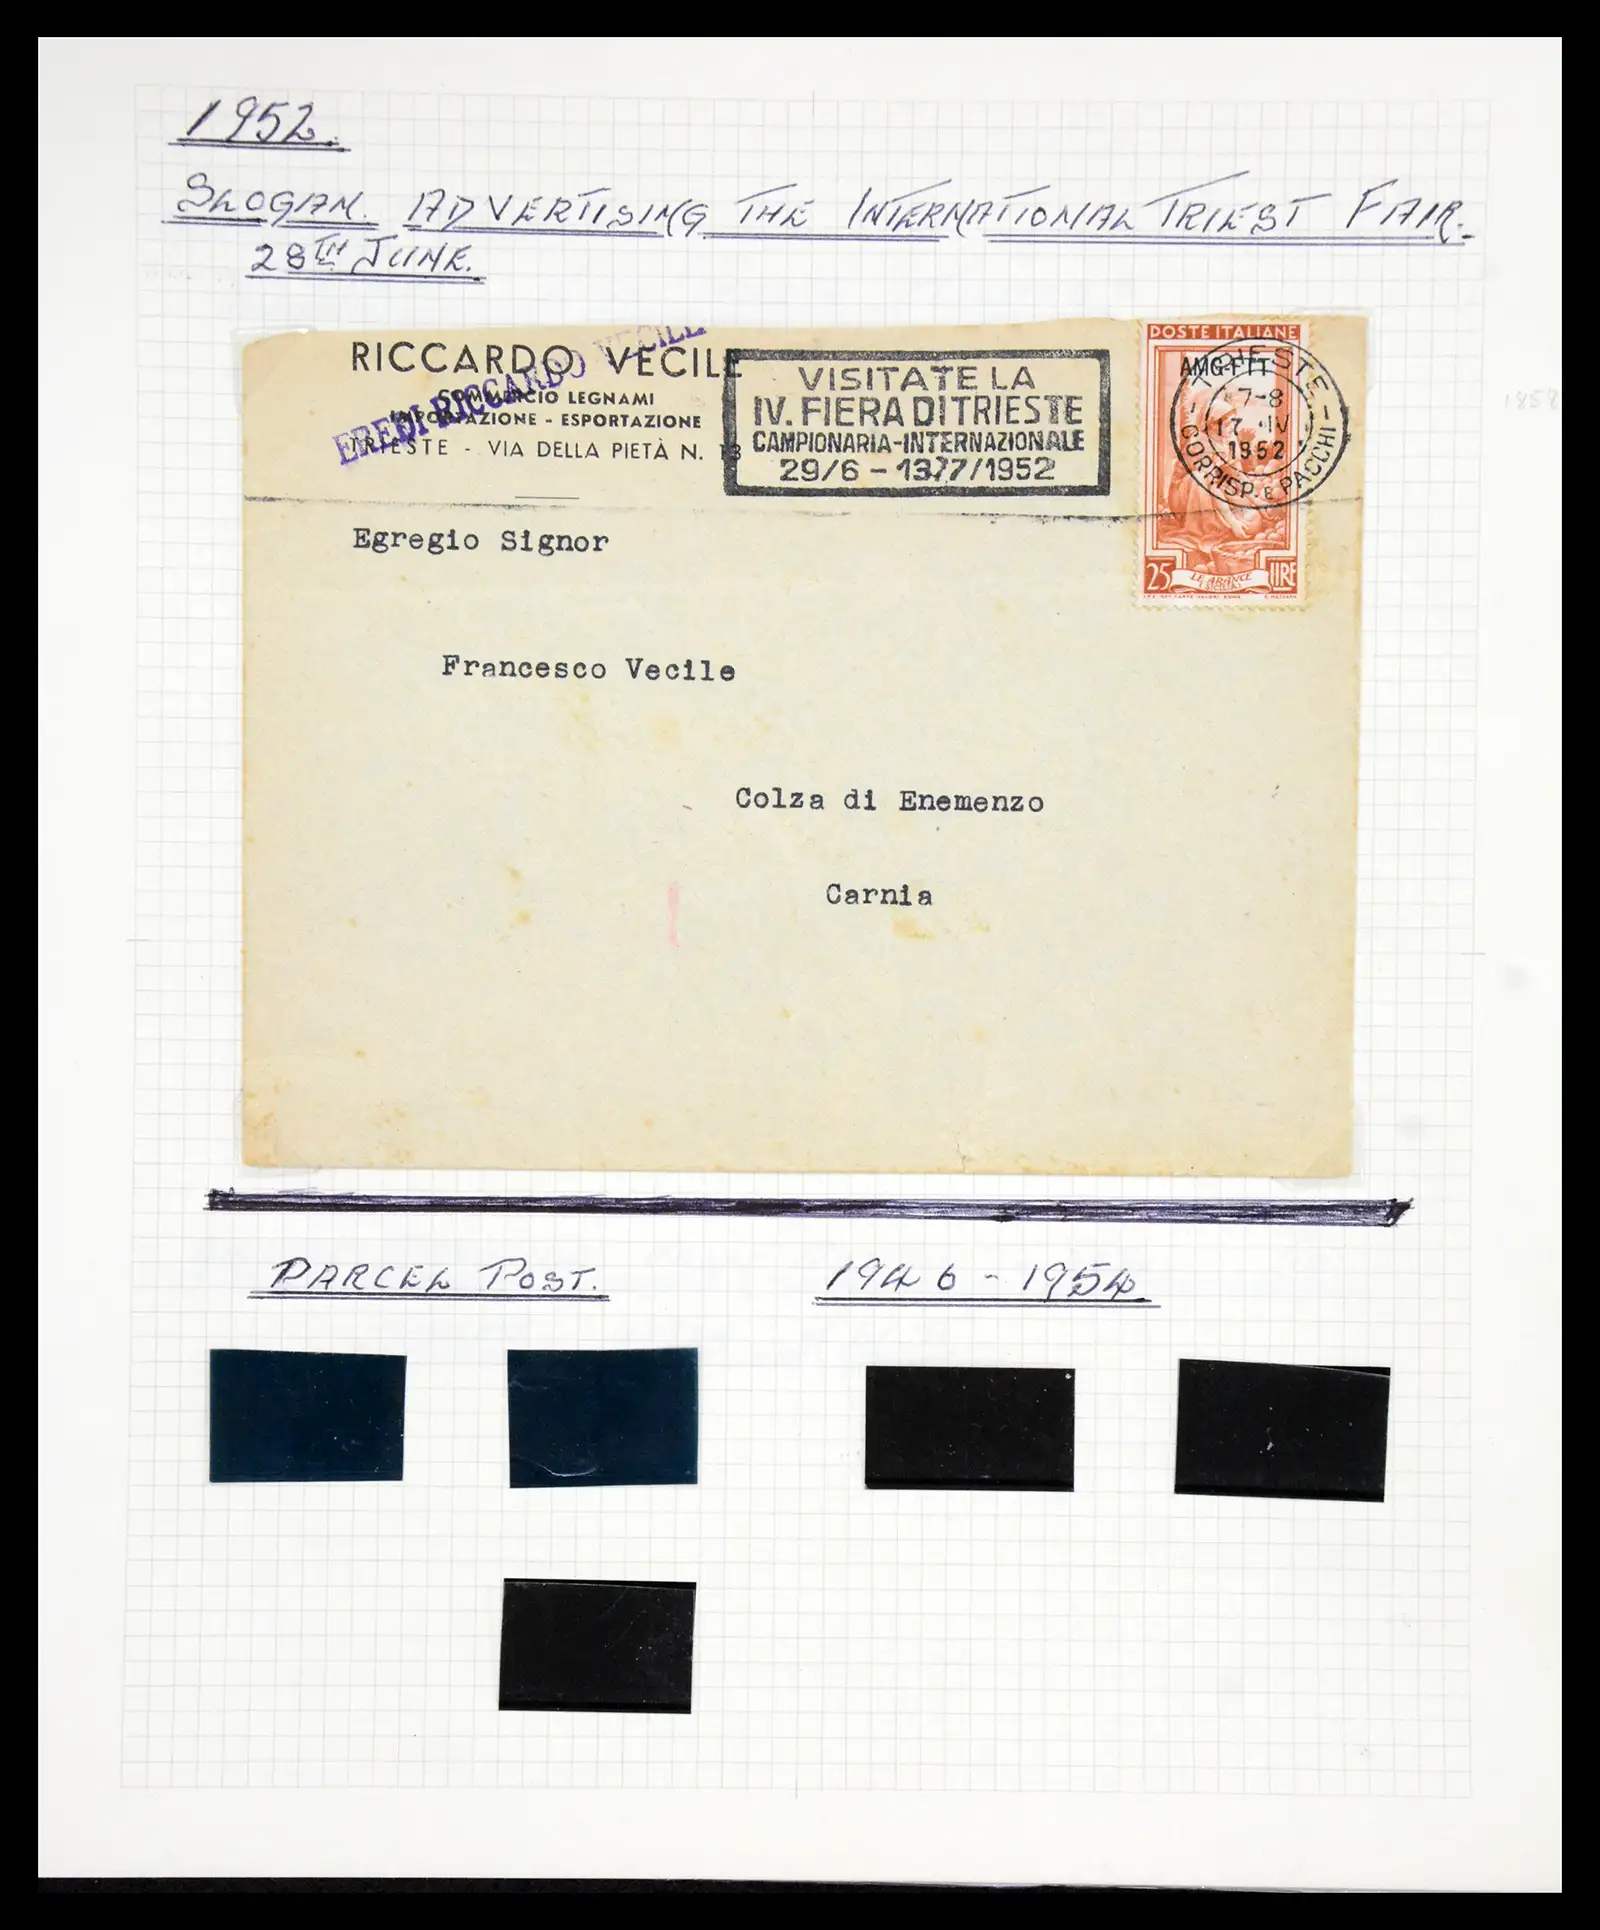 1952.
SLOGAN. ADVERTISING THE INTERNATIONAL TRIEST FAIR.
28TH JUNE.
RICCARDO VECILE
COMMERCIO LEGNAMI
IMPORTAZIONE - ESPORTAZIONE
TRIESTE - VIA DELLA PIETÀ N. 13
EREDI RICCARDO VECILE
VISITATE LA
IV. FIERA DI TRIESTE
CAMPIONARIA-INTERNAZIONALE
29/6 - 13/7/1952
POSTE ITALIANE
AMG-FTT
TRIESTE
7-8
17 . IV
1952
CORRISP. E PACCHI
LE ARANCE
25 LIRE
Egregio Signor
Francesco Vecile
Colza di Enemenzo
Carnia
PARCEL POST. 1946 - 1954.